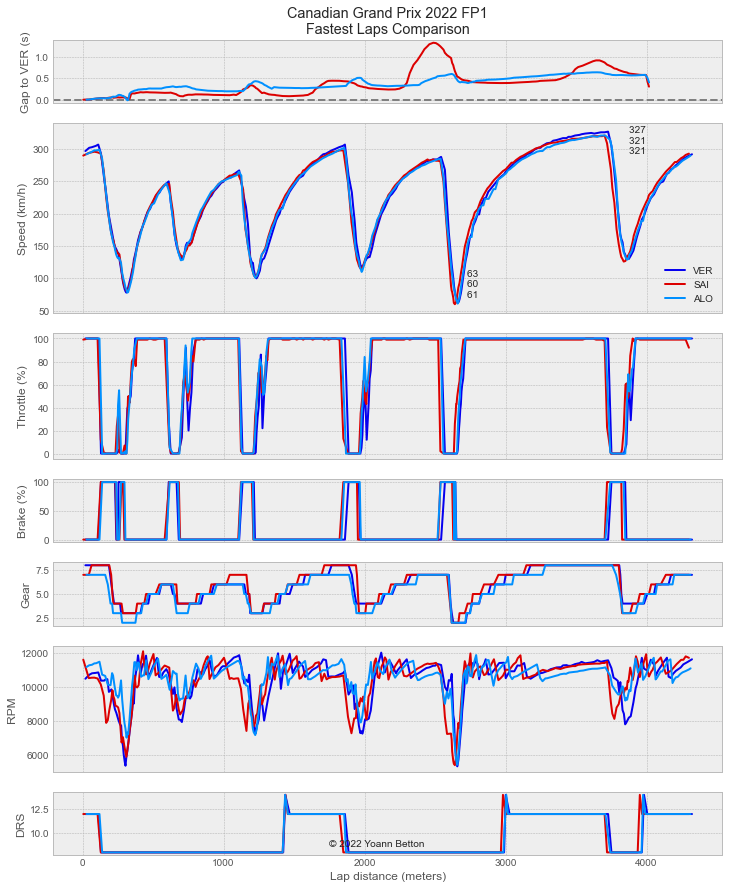 Canadian Grand Prix 2022 FP1
Fastest Laps Comparison
Gap to VER (s)
1.0
0.5
0.0
Speed (km/h)
300
250
200
150
100
50
327
321
321
63
60
61
VER
SAI
ALO
Throttle (%)
100
80
60
40
20
0
Brake (%)
100
50
0
Gear
7.5
5.0
2.5
RPM
12000
10000
8000
6000
DRS
12.5
10.0
© 2022 Yoann Betton
0
1000
2000
3000
4000
Lap distance (meters)